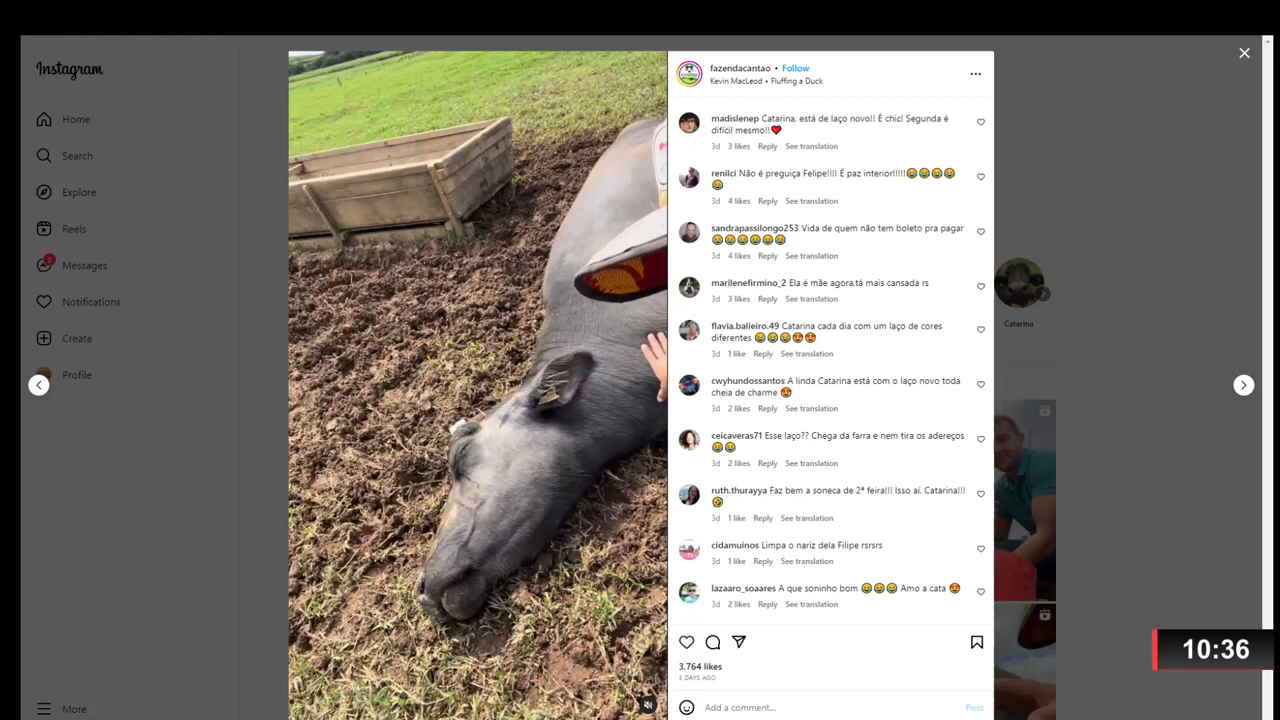 Instagram
Home
Search
Explore
Reels
2
Messages
Notifications
Create
Profile
More
fazendacantao • Follow
Kevin MacLeod • Fluffing a Duck
madislenep Catarina, está de laço novo!! É chic! Segunda é
difícil mesmo!!❤️
3d 3 likes Reply See translation
renilci Não é preguiça Felipe!!!! É paz interior!!!!!😂😂😂😂
😂
3d 4 likes Reply See translation
sandrapassilongo253 Vida de quem não tem boleto pra pagar
😂😂😂😂😂😂
3d 4 likes Reply See translation
marilenefirmino_2 Ela é mãe agora,tá mais cansada rs
3d 3 likes Reply See translation
flavia.balieiro.49 Catarina cada dia com um laço de cores
diferentes 😂😂😂😍😍
3d 1 like Reply See translation
cwyhundossantos A linda Catarina está com o laço novo toda
cheia de charme 😍
3d 2 likes Reply See translation
ceicaveras71 Esse laço?? Chega da farra e nem tira os adereços
😂😂
3d 2 likes Reply See translation
ruth.thurayya Faz bem a soneca de 2ª feira!!! Isso aí, Catarina!!!
🤣
3d 1 like Reply See translation
cidamuinos Limpa o nariz dela Filipe rsrsrs
3d 1 like Reply See translation
lazaaro_soaares A que soninho bom 😂😂😂 Amo a cata 😍
3d 2 likes Reply See translation
3,764 likes
3 DAYS AGO
Add a comment...
Post
Catarina
10:36